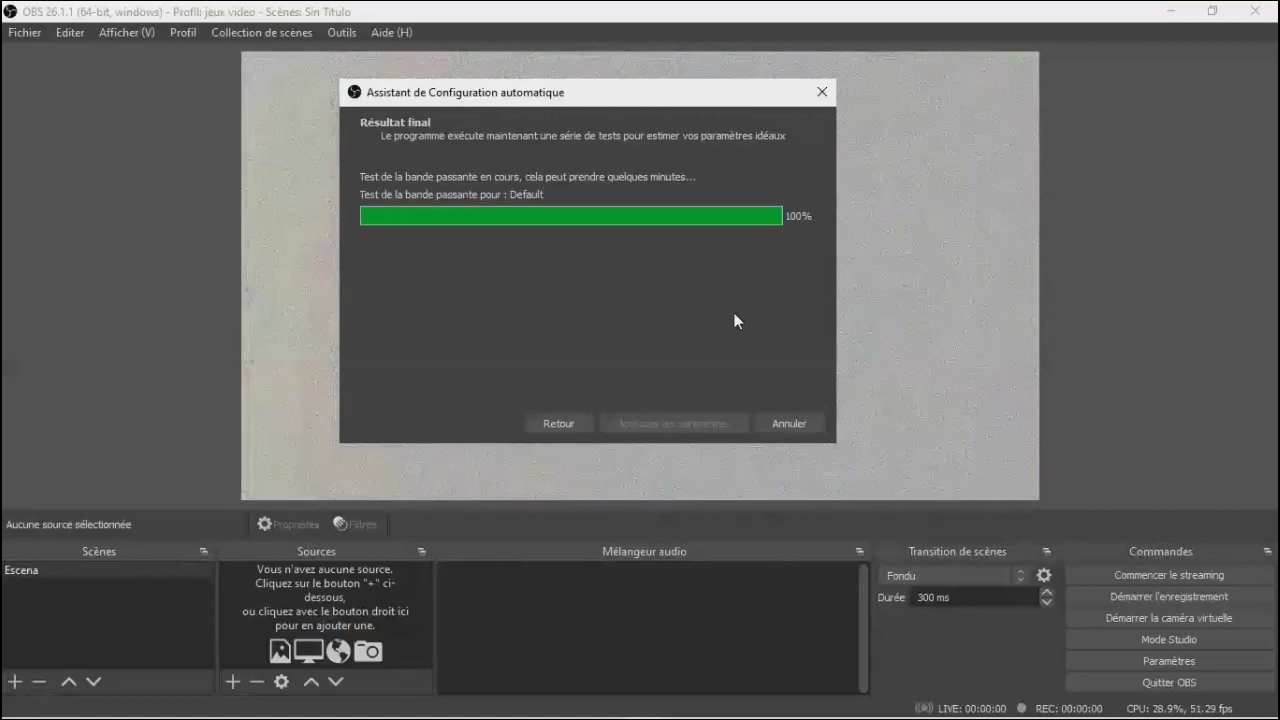 OBS 26.1.1 (64-bit, windows) - Profil: jeux video - Scènes: Sin Titulo
Fichier Editer Afficher (V) Profil Collection de scènes Outils Aide (H)
Assistant de Configuration automatique
Résultat final
Le programme exécute maintenant une série de tests pour estimer vos paramètres idéaux
Test de la bande passante en cours, cela peut prendre quelques minutes...
Test de la bande passante pour : Default
100%
Retour Appliquer les paramètres Annuler
Aucune source sélectionnée Propriétés Filtres
Scènes Sources Mélangeur audio Transition de scènes Commandes
Escena
Vous n'avez aucune source.
Cliquez sur le bouton "+" ci-
dessous,
ou cliquez avec le bouton droit ici
pour en ajouter une.
Fondu
Durée 300 ms
Commencer le streaming
Démarrer l'enregistrement
Démarrer la caméra virtuelle
Mode Studio
Paramètres
Quitter OBS
LIVE: 00:00:00 REC: 00:00:00 CPU: 28.9%, 51.29 fps